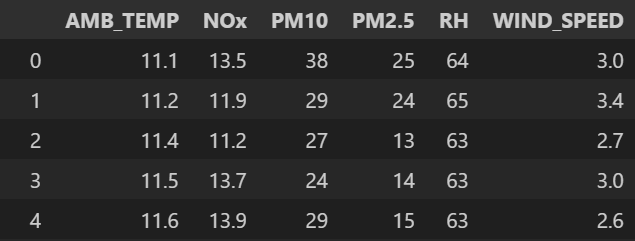 AMB_TEMP NOx PM10 PM2.5 RH WIND_SPEED
0 11.1 13.5 38 25 64 3.0
1 11.2 11.9 29 24 65 3.4
2 11.4 11.2 27 13 63 2.7
3 11.5 13.7 24 14 63 3.0
4 11.6 13.9 29 15 63 2.6